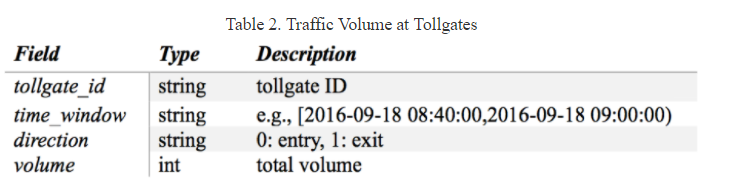 Table 2. Traffic Volume at Tollgates
Field Type Description
tollgate_id string tollgate ID
time_window string e.g., [2016-09-18 08:40:00,2016-09-18 09:00:00)
direction string 0: entry, 1: exit
volume int total volume